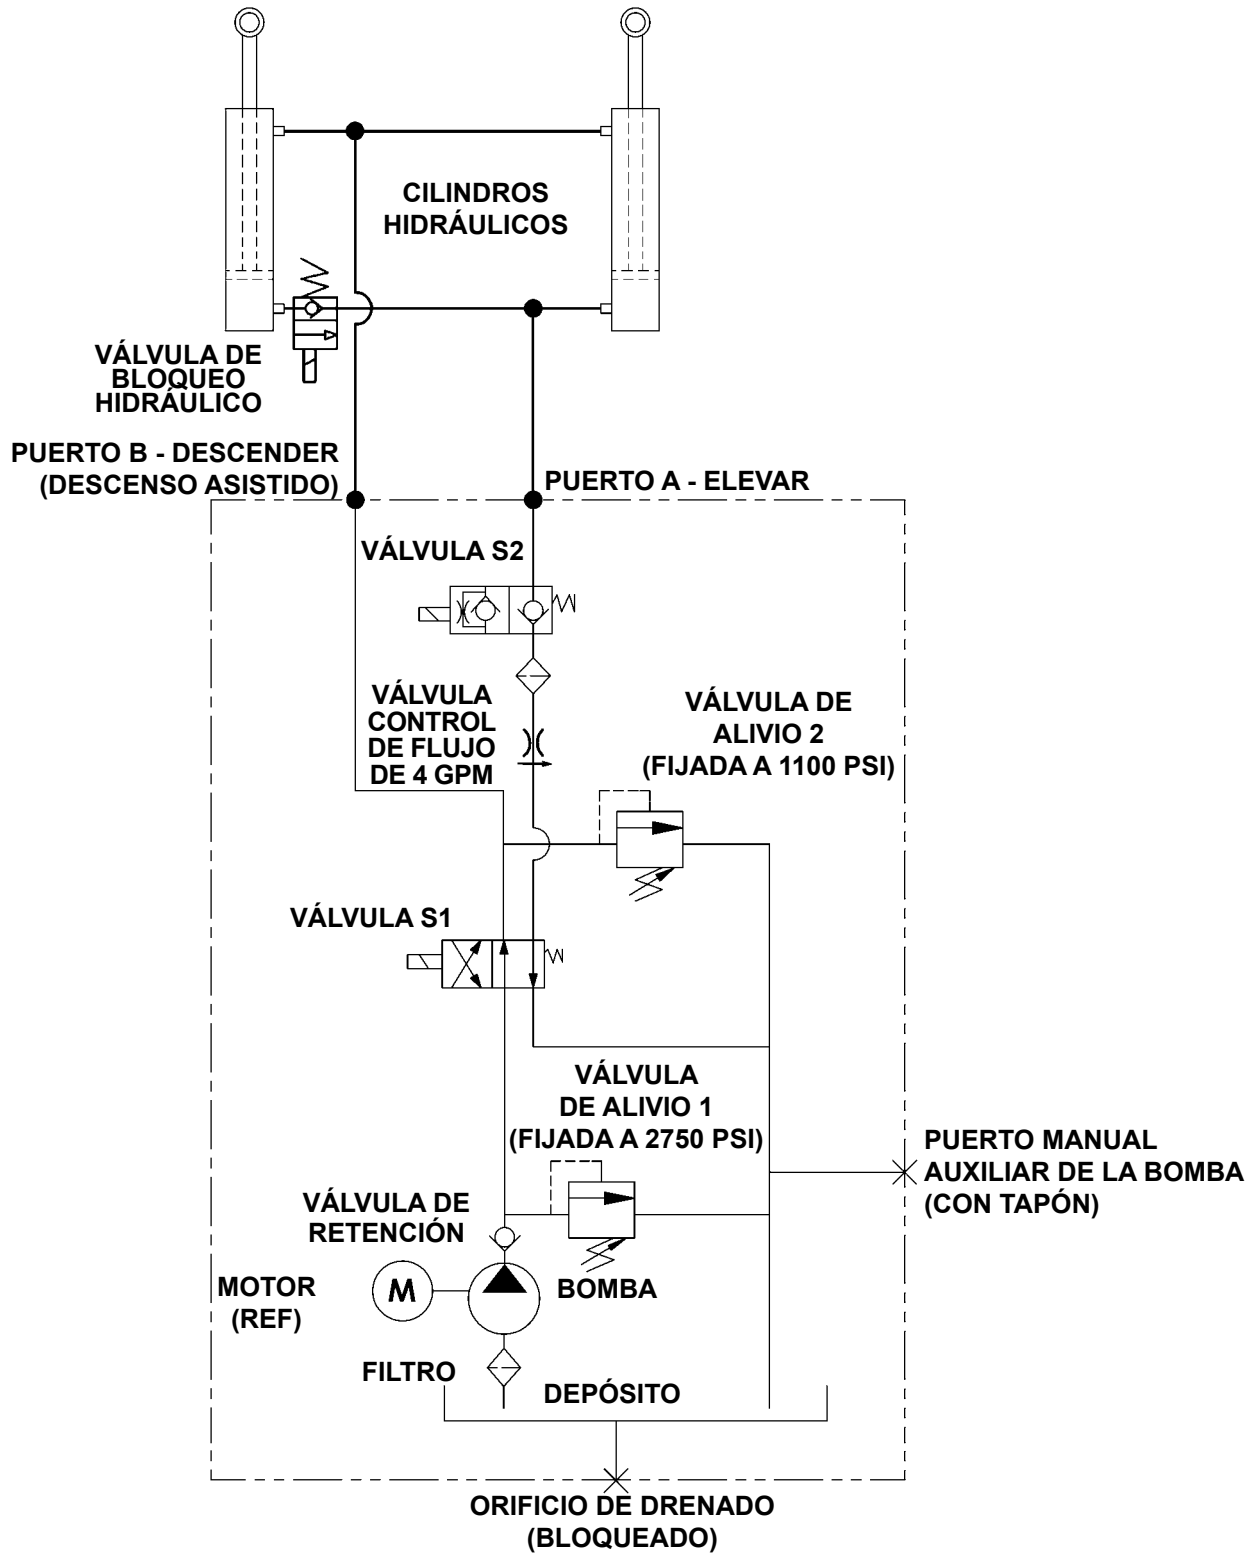 CILINDROS
HIDRÁULICOS
VÁLVULA DE
BLOQUEO
HIDRÁULICO
PUERTO B - DESCENDER
(DESCENSO ASISTIDO)
PUERTO A - ELEVAR
VÁLVULA S2
VÁLVULA
CONTROL
DE FLUJO
DE 4 GPM
VÁLVULA DE
ALIVIO 2
(FIJADA A 1100 PSI)
VÁLVULA S1
VÁLVULA
DE ALIVIO 1
(FIJADA A 2750 PSI)
PUERTO MANUAL
AUXILIAR DE LA BOMBA
(CON TAPÓN)
VÁLVULA DE
RETENCIÓN
MOTOR
(REF)
M
BOMBA
FILTRO
DEPÓSITO
ORIFICIO DE DRENADO
(BLOQUEADO)